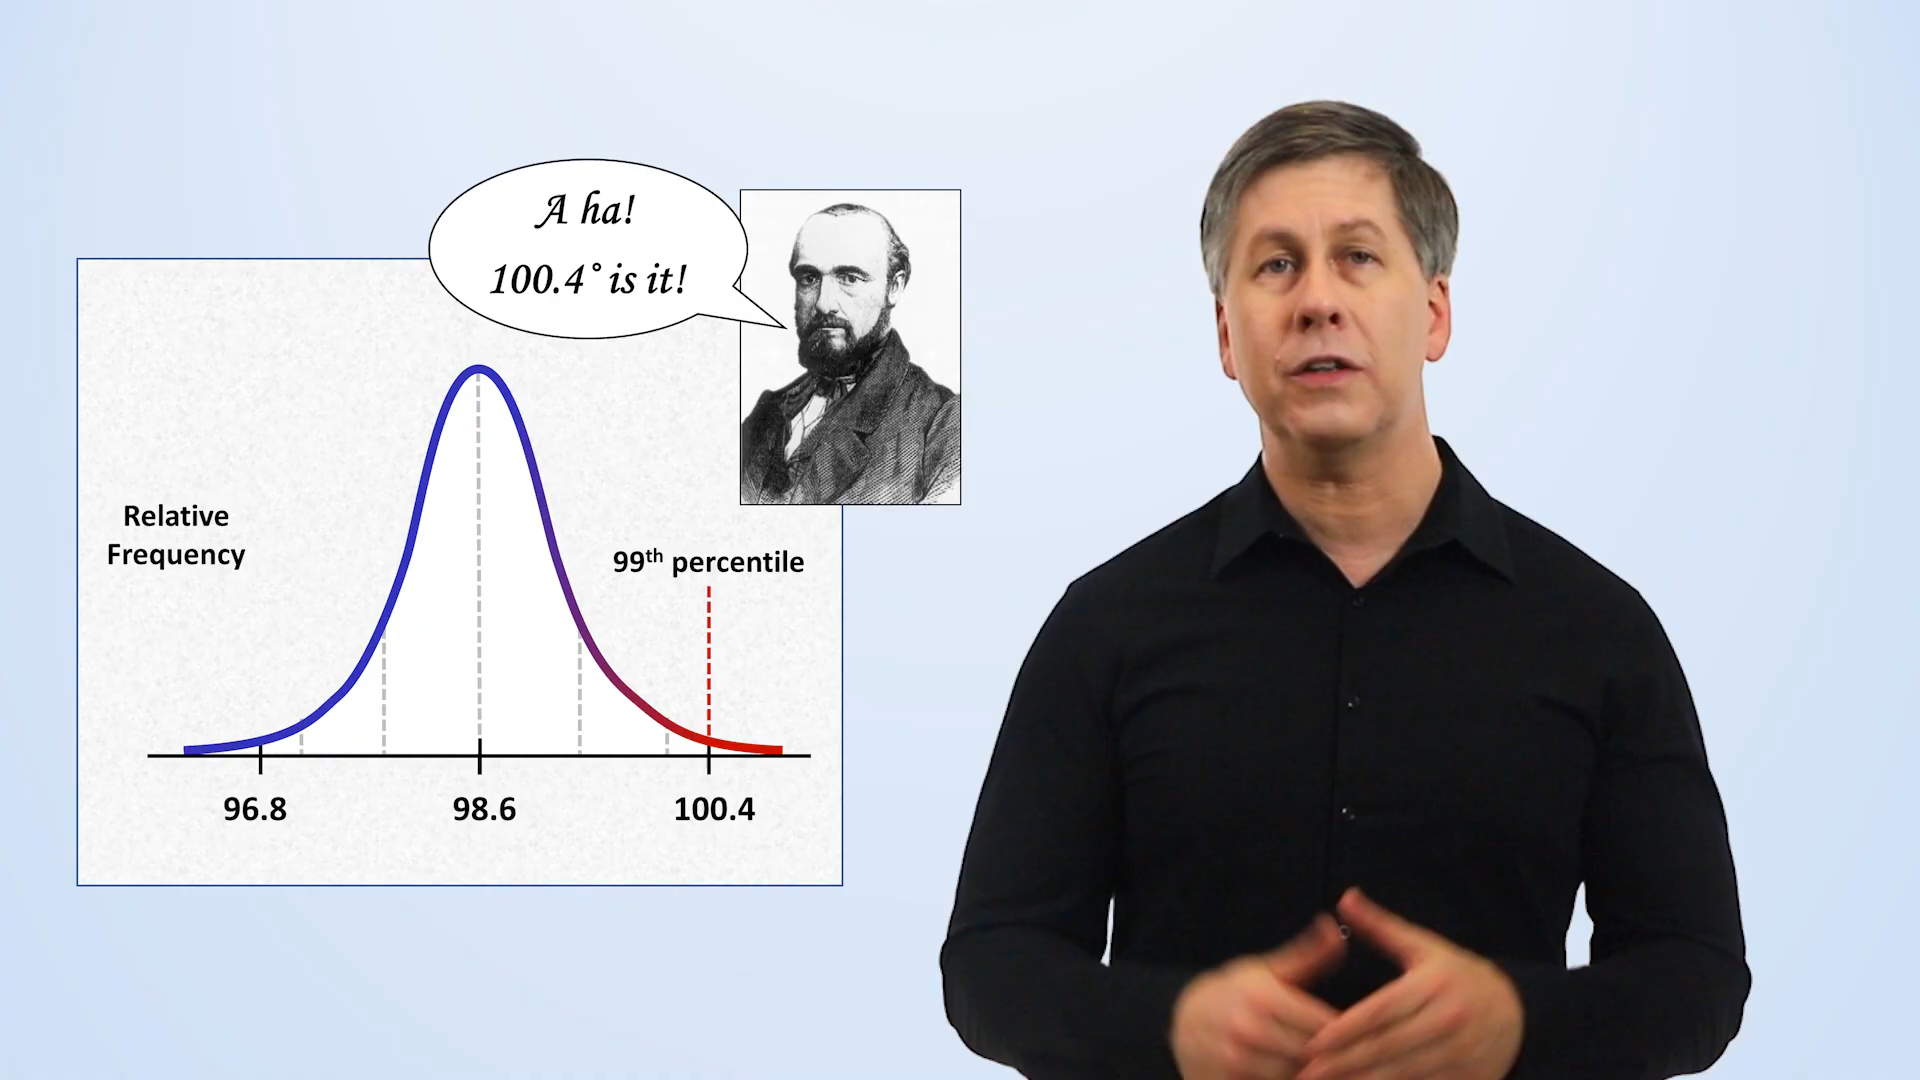 A ha!
100.4° is it!
Relative
Frequency
99th percentile
96.8
98.6
100.4